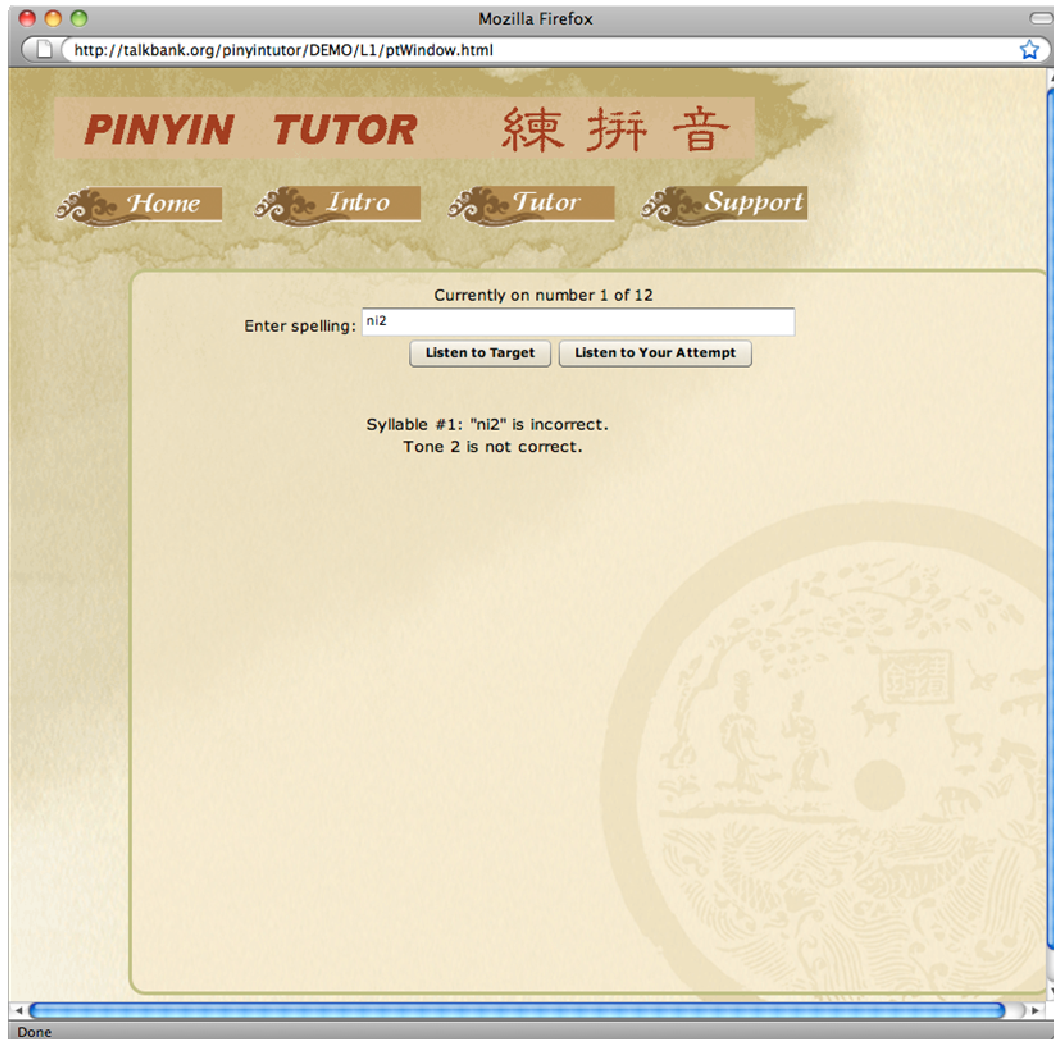 Mozilla Firefox
http://talkbank.org/pinyintutor/DEMO/L1/ptWindow.html
PINYIN TUTOR 練拼音
Home Intro Tutor Support
Currently on number 1 of 12
Enter spelling: ni2
Listen to Target Listen to Your Attempt
Syllable #1: "ni2" is incorrect.
Tone 2 is not correct.
Done